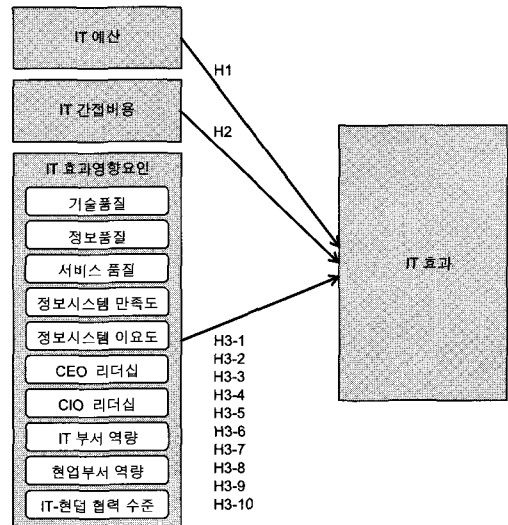 IT 예산
H1
IT 간접비용
H2
IT 효과영향요인
기술품질
정보품질
서비스 품질
정보시스템 만족도
정보시스템 이요도
CEO 리더십
CIO 리더십
IT 부서 역량
현업부서 역량
IT-현업 협력 수준
IT 효과
H3-1
H3-2
H3-3
H3-4
H3-5
H3-6
H3-7
H3-8
H3-9
H3-10